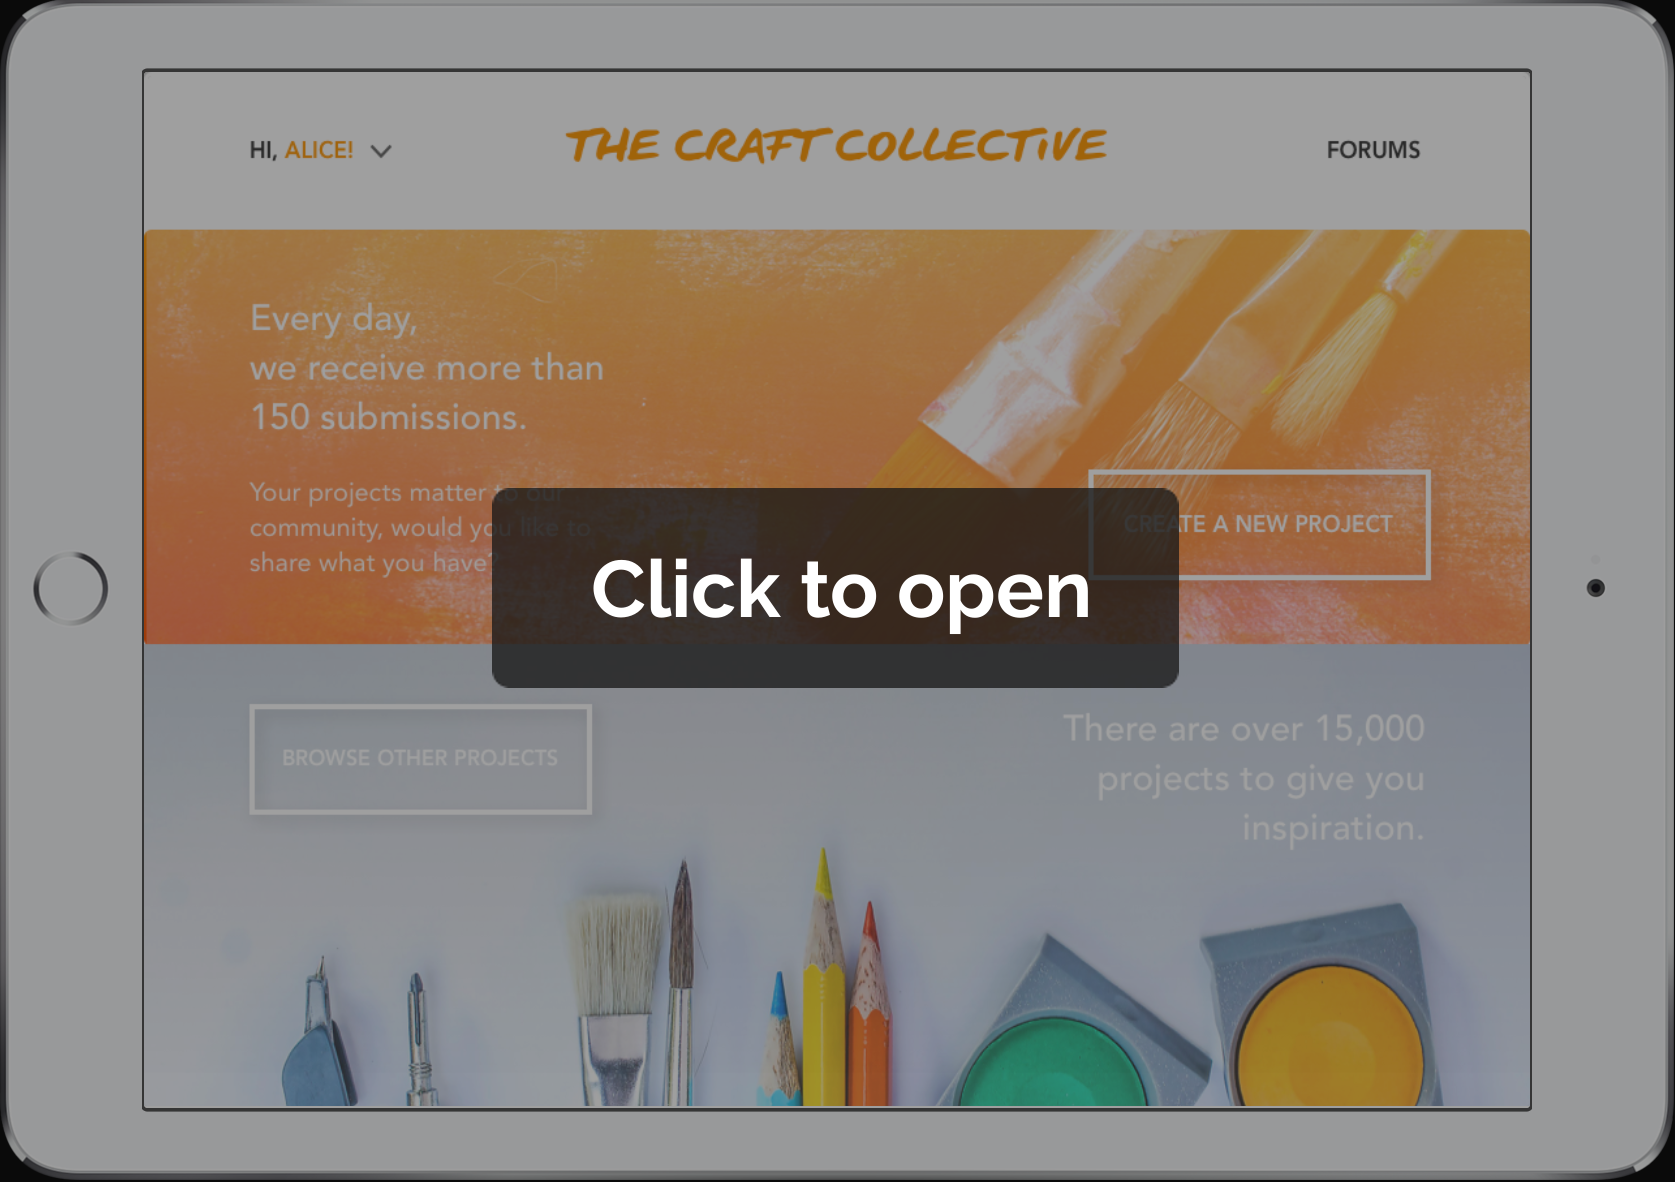 HI, ALICE!
THE CRAFT COLLECTIVE
FORUMS
Every day,
we receive more than
150 submissions.
Your projects matter to our
community, would you like to
share what you have?
CREATE A NEW PROJECT
Click to open
BROWSE OTHER PROJECTS
There are over 15,000
projects to give you
inspiration.